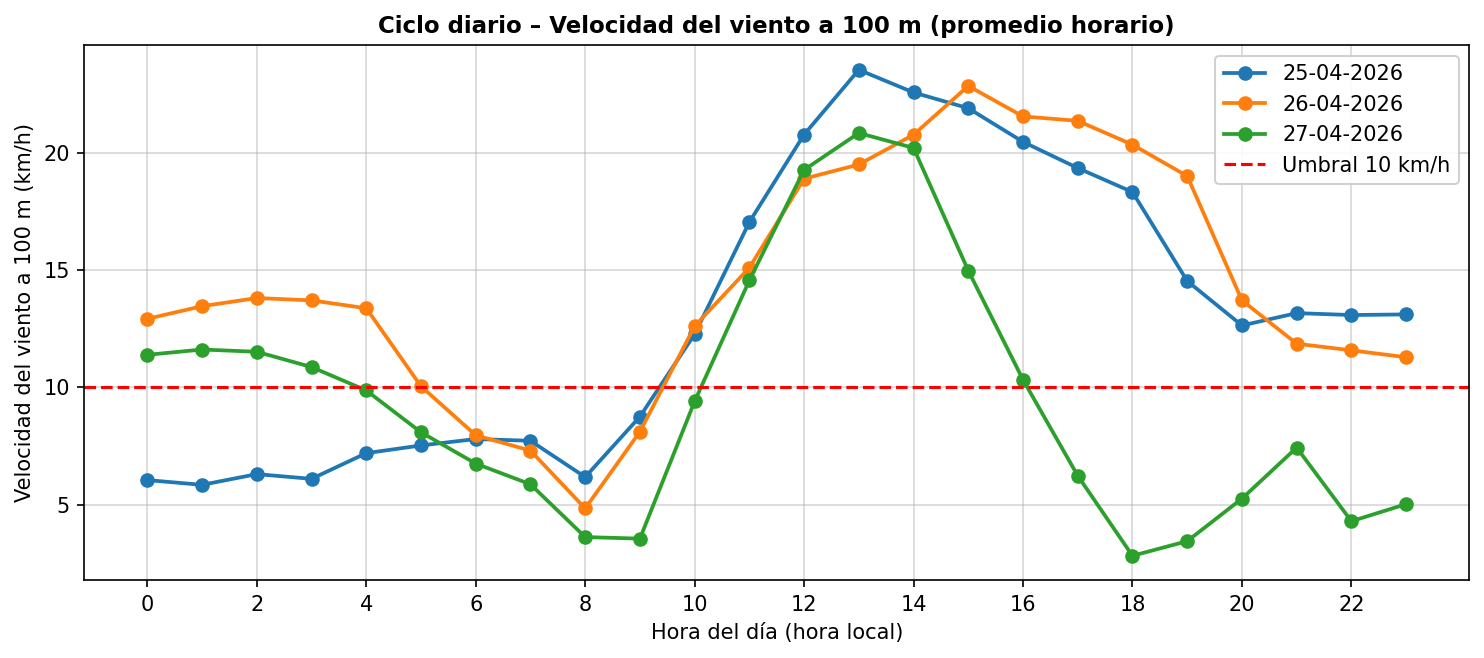 Ciclo diario – Velocidad del viento a 100 m (promedio horario)
Velocidad del viento a 100 m (km/h)
20
15
10
5
25-04-2026
26-04-2026
27-04-2026
Umbral 10 km/h
0 2 4 6 8 10 12 14 16 18 20 22
Hora del día (hora local)